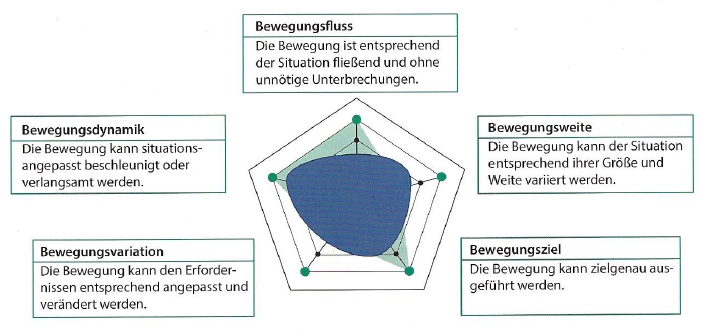 Bewegungsfluss
Die Bewegung ist entsprechend
der Situation fließend und ohne
unnötige Unterbrechungen.
Bewegungsdynamik
Die Bewegung kann situations-
angepasst beschleunigt oder
verlangsamt werden.
Bewegungsweite
Die Bewegung kann der Situation
entsprechend ihrer Größe und
Weite variiert werden.
Bewegungsvariation
Die Bewegung kann den Erforder-
nissen entsprechend angepasst und
verändert werden.
Bewegungsziel
Die Bewegung kann zielgenau aus-
geführt werden.